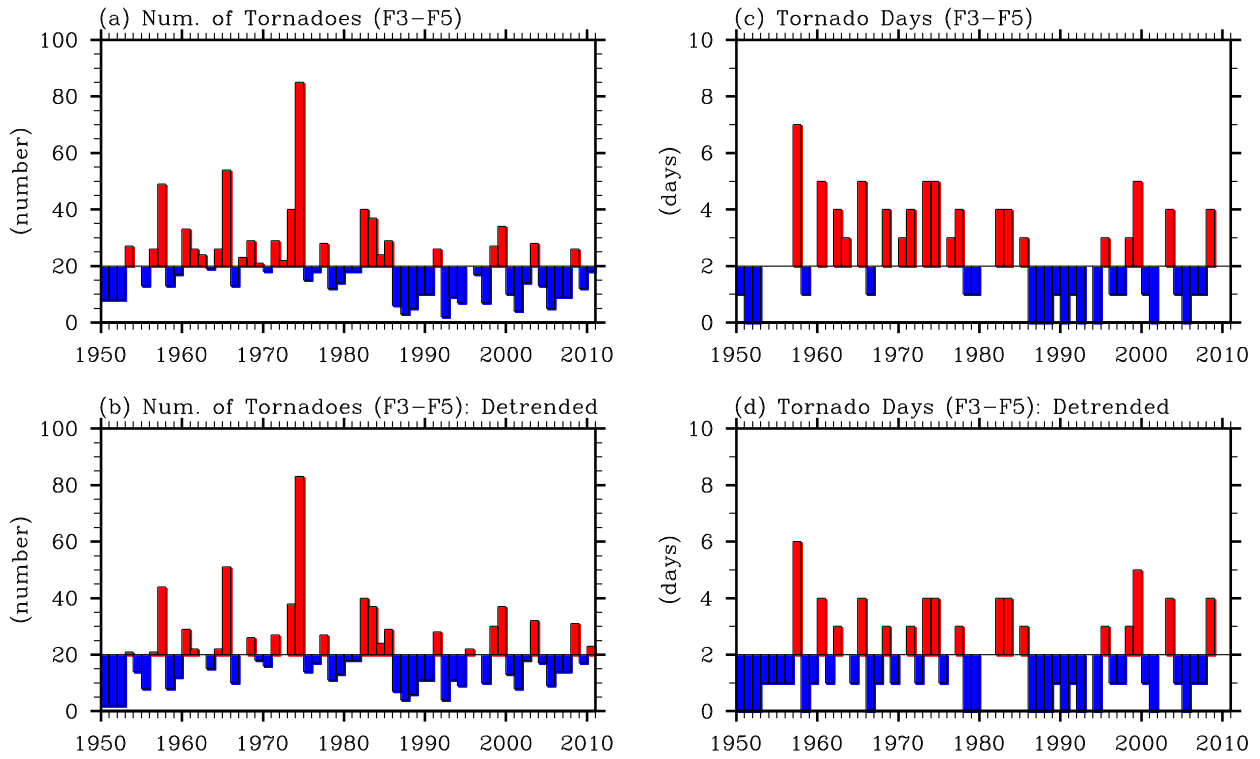 (a) Num. of Tornadoes (F3−F5)
100
80
60
40
20
0
(number)
1950 1960 1970 1980 1990 2000 2010
(c) Tornado Days (F3−F5)
10
8
6
4
2
0
(days)
1950 1960 1970 1980 1990 2000 2010
(b) Num. of Tornadoes (F3−F5): Detrended
100
80
60
40
20
0
(number)
1950 1960 1970 1980 1990 2000 2010
(d) Tornado Days (F3−F5): Detrended
10
8
6
4
2
0
(days)
1950 1960 1970 1980 1990 2000 2010